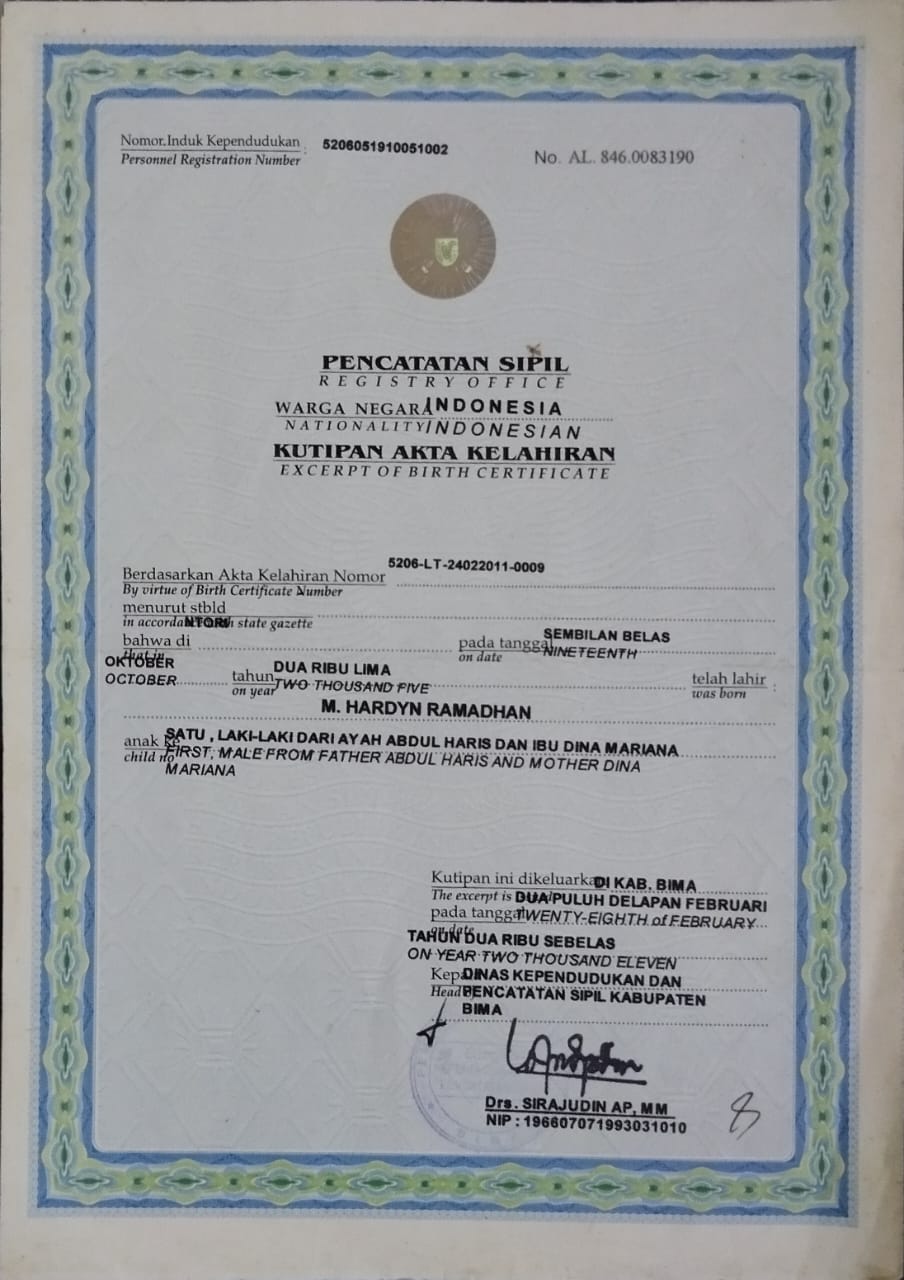 Nomor.Induk Kependudukan : 5206051910051002
Personnel Registration Number
No. AL. 846.0083190
PENCATATAN SIPIL
REGISTRY OFFICE
WARGA NEGARA INDONESIA
NATIONALITY INDONESIAN
KUTIPAN AKTA KELAHIRAN
EXCERPT OF BIRTH CERTIFICATE
Berdasarkan Akta Kelahiran Nomor 5206-LT-24022011-0009
By virtue of Birth Certificate Number
menurut stbld
in accordance with state gazette
NTORI
bahwa di pada tanggal SEMBILAN BELAS
that in on date NINETEENTH
OKTOBER tahun DUA RIBU LIMA telah lahir :
OCTOBER on year TWO THOUSAND FIVE was born
M. HARDYN RAMADHAN
anak ke SATU , LAKI-LAKI DARI AYAH ABDUL HARIS DAN IBU DINA MARIANA
child no FIRST, MALE FROM FATHER ABDUL HARIS AND MOTHER DINA
MARIANA
Kutipan ini dikeluarkan DI KAB. BIMA
The excerpt is DUA PULUH DELAPAN FEBRUARI
pada tanggal TWENTY-EIGHTH of FEBRUARY
on date
TAHUN DUA RIBU SEBELAS
ON YEAR TWO THOUSAND ELEVEN
Kepala DINAS KEPENDUDUKAN DAN
Head of PENCATATAN SIPIL KABUPATEN
BIMA
Drs. SIRAJUDIN AP, MM
NIP : 196607071993031010
8